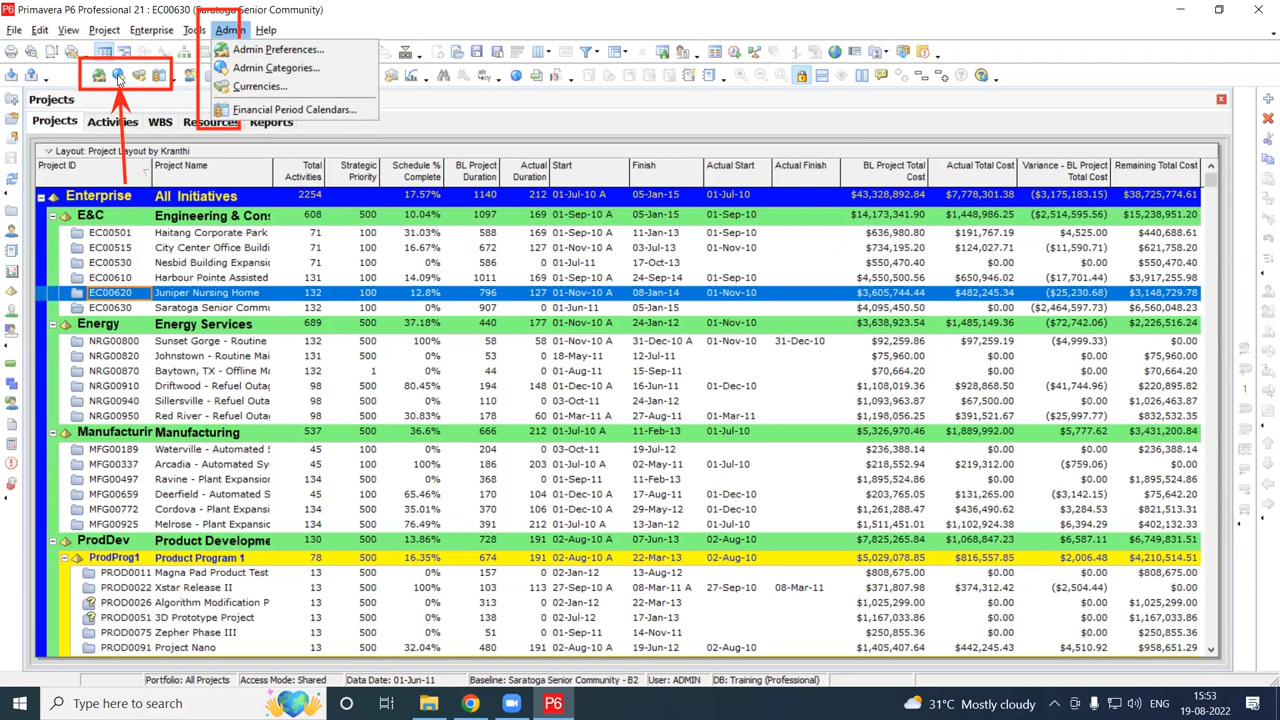 P6 Primavera P6 Professional 21 : EC00630 (Saratoga Senior Community)
File Edit View Project Enterprise Tools Admin Help
Admin Preferences...
Admin Categories...
Currencies...
Financial Period Calendars...
Projects
Projects Activities WBS Resources Reports
Layout: Project Layout by Kranthi
Project ID Project Name Total Activities Strategic Priority Schedule % Complete BL Project Duration Actual Duration Start Finish Actual Start Actual Finish BL Project Total Cost Actual Total Cost Variance - BL Project Total Cost Remaining Total Cost
Enterprise All Initiatives 2254 17.57% 1140 212 01-Jul-10 A 05-Jan-15 01-Jul-10 $43,328,892.84 $7,778,301.38 ($3,175,183.15) $38,725,774.61
E&C Engineering & Cons 608 500 10.04% 1097 169 01-Sep-10 A 05-Jan-15 01-Sep-10 $14,173,341.90 $1,448,986.25 ($2,514,595.56) $15,238,951.20
EC00501 Haitang Corporate Park 71 100 31.03% 588 169 01-Sep-10 A 11-Jan-13 01-Sep-10 $636,980.80 $191,767.19 $4,525.00 $440,688.61
EC00515 City Center Office Buildi 71 500 16.67% 672 127 01-Nov-10 A 03-Jul-13 01-Nov-10 $734,195.20 $124,027.71 ($11,590.71) $621,758.20
EC00530 Nesbid Building Expansi 71 500 0% 550 0 11-Jul-11 17-Oct-13 $550,470.40 $0.00 $0.00 $550,470.40
EC00610 Harbour Pointe Assisted 131 100 14.09% 1011 169 01-Sep-10 A 24-Sep-14 01-Sep-10 $4,550,500.56 $650,946.02 ($17,701.44) $3,917,255.98
EC00620 Juniper Nursing Home 132 100 12.8% 796 127 01-Nov-10 A 08-Jan-14 01-Nov-10 $3,605,744.44 $482,245.34 ($25,230.68) $3,148,729.78
EC00630 Saratoga Senior Commu 132 100 0% 907 0 01-Jun-11 05-Jan-15 $4,095,450.50 $0.00 ($2,464,597.73) $6,560,048.23
Energy Energy Services 689 500 37.18% 440 177 01-Nov-10 A 24-Jan-12 01-Nov-10 $3,638,923.54 $1,485,149.36 ($72,742.06) $2,226,516.24
NRG00800 Sunset Gorge - Routine 132 500 100% 58 58 01-Nov-10 A 31-Dec-10 A 01-Nov-10 31-Dec-10 $92,259.86 $97,259.19 ($4,999.33) $0.00
NRG00820 Johnstown - Routine Mai 131 500 0% 53 0 18-May-11 12-Jul-11 $75,960.00 $0.00 $0.00 $75,960.00
NRG00870 Baytown, TX - Offline Ma 132 1 0% 44 0 01-Aug-11 15-Sep-11 $70,664.20 $0.00 $0.00 $70,664.20
NRG00910 Driftwood - Refuel Outag 98 500 80.45% 194 148 01-Dec-10 A 16-Jun-11 01-Dec-10 $1,108,019.36 $928,868.50 ($41,744.96) $220,895.82
NRG00940 Sillersville - Refuel Outa 98 500 0% 94 0 03-Oct-11 24-Jan-12 $1,093,963.86 $67,500.00 $0.00 $1,026,463.87
NRG00950 Red River - Refuel Outag 98 500 30.83% 178 60 01-Mar-11 A 27-Aug-11 01-Mar-11 $1,198,056.25 $391,521.67 ($25,997.77) $832,532.35
Manufacturir Manufacturing 537 500 36.6% 666 212 01-Jul-10 A 11-Feb-13 01-Jul-10 $5,326,970.46 $1,889,992.00 $5,777.62 $3,431,200.84
MFG00189 Waterville - Automated S 45 100 0% 204 0 03-Oct-11 19-Jul-12 $236,388.14 $0.00 $0.00 $236,388.14
MFG00337 Arcadia - Automated Sy 45 500 100% 186 203 01-Jul-10 A 02-May-11 01-Jul-10 $218,552.94 $219,312.00 ($759.06) $0.00
MFG00497 Ravine - Plant Expansion 134 500 0% 368 0 01-Sep-11 11-Feb-13 $1,895,524.86 $0.00 $0.00 $1,895,524.86
MFG00659 Deerfield - Automated S 45 500 65.46% 170 104 01-Dec-10 A 17-Aug-11 01-Dec-10 $203,765.05 $131,265.00 ($3,142.15) $75,642.20
MFG00772 Cordova - Plant Expans 134 100 35.01% 376 106 01-Dec-10 A 29-May-12 01-Dec-10 $1,261,288.47 $436,490.62 $3,284.53 $821,513.31
MFG00925 Melrose - Plant Expansic 134 500 76.49% 391 212 01-Jul-10 A 13-Jan-12 01-Jul-10 $1,511,451.01 $1,102,924.38 $6,394.29 $402,132.33
ProdDev Product Developme 130 500 13.86% 728 191 02-Aug-10 A 07-Jun-13 02-Aug-10 $7,825,265.84 $1,068,847.23 $6,587.11 $6,749,831.51
ProdProg1 Product Program 1 78 500 16.35% 674 191 02-Aug-10 A 22-Mar-13 02-Aug-10 $5,029,078.85 $816,557.85 $2,006.48 $4,210,514.51
PROD0011 Magna Pad Product Test 13 500 0% 157 0 02-Jan-12 13-Aug-12 $808,675.00 $0.00 $0.00 $808,675.00
PROD0022 Xstar Release II 13 500 100% 103 113 27-Sep-10 A 08-Mar-11 A 27-Sep-10 08-Mar-11 $371,807.98 $374,312.42 ($2,504.44) $0.00
PROD0026 Algorithm Modification P 13 500 0% 313 0 02-Jan-12 22-Mar-13 $1,025,299.00 $0.00 $0.00 $1,025,299.00
PROD0051 3D Prototype Project 13 500 0% 138 0 02-Jul-12 17-Jan-13 $1,167,033.86 $0.00 $0.00 $1,167,033.86
PROD0075 Zepher Phase III 13 500 0% 51 0 01-Sep-11 14-Nov-11 $250,855.36 $0.00 $0.00 $250,855.36
PROD0091 Project Nano 13 500 32.04% 480 191 02-Aug-10 A 18-Aug-12 02-Aug-10 $1,405,407.64 $442,245.43 $4,510.92 $958,651.29
Portfolio: All Projects Access Mode: Shared Data Date: 01-Jun-11 Baseline: Saratoga Senior Community - B2 User: ADMIN DB: Training (Professional)
Type here to search P6 31°C Mostly cloudy ENG 15:53
19-08-2022